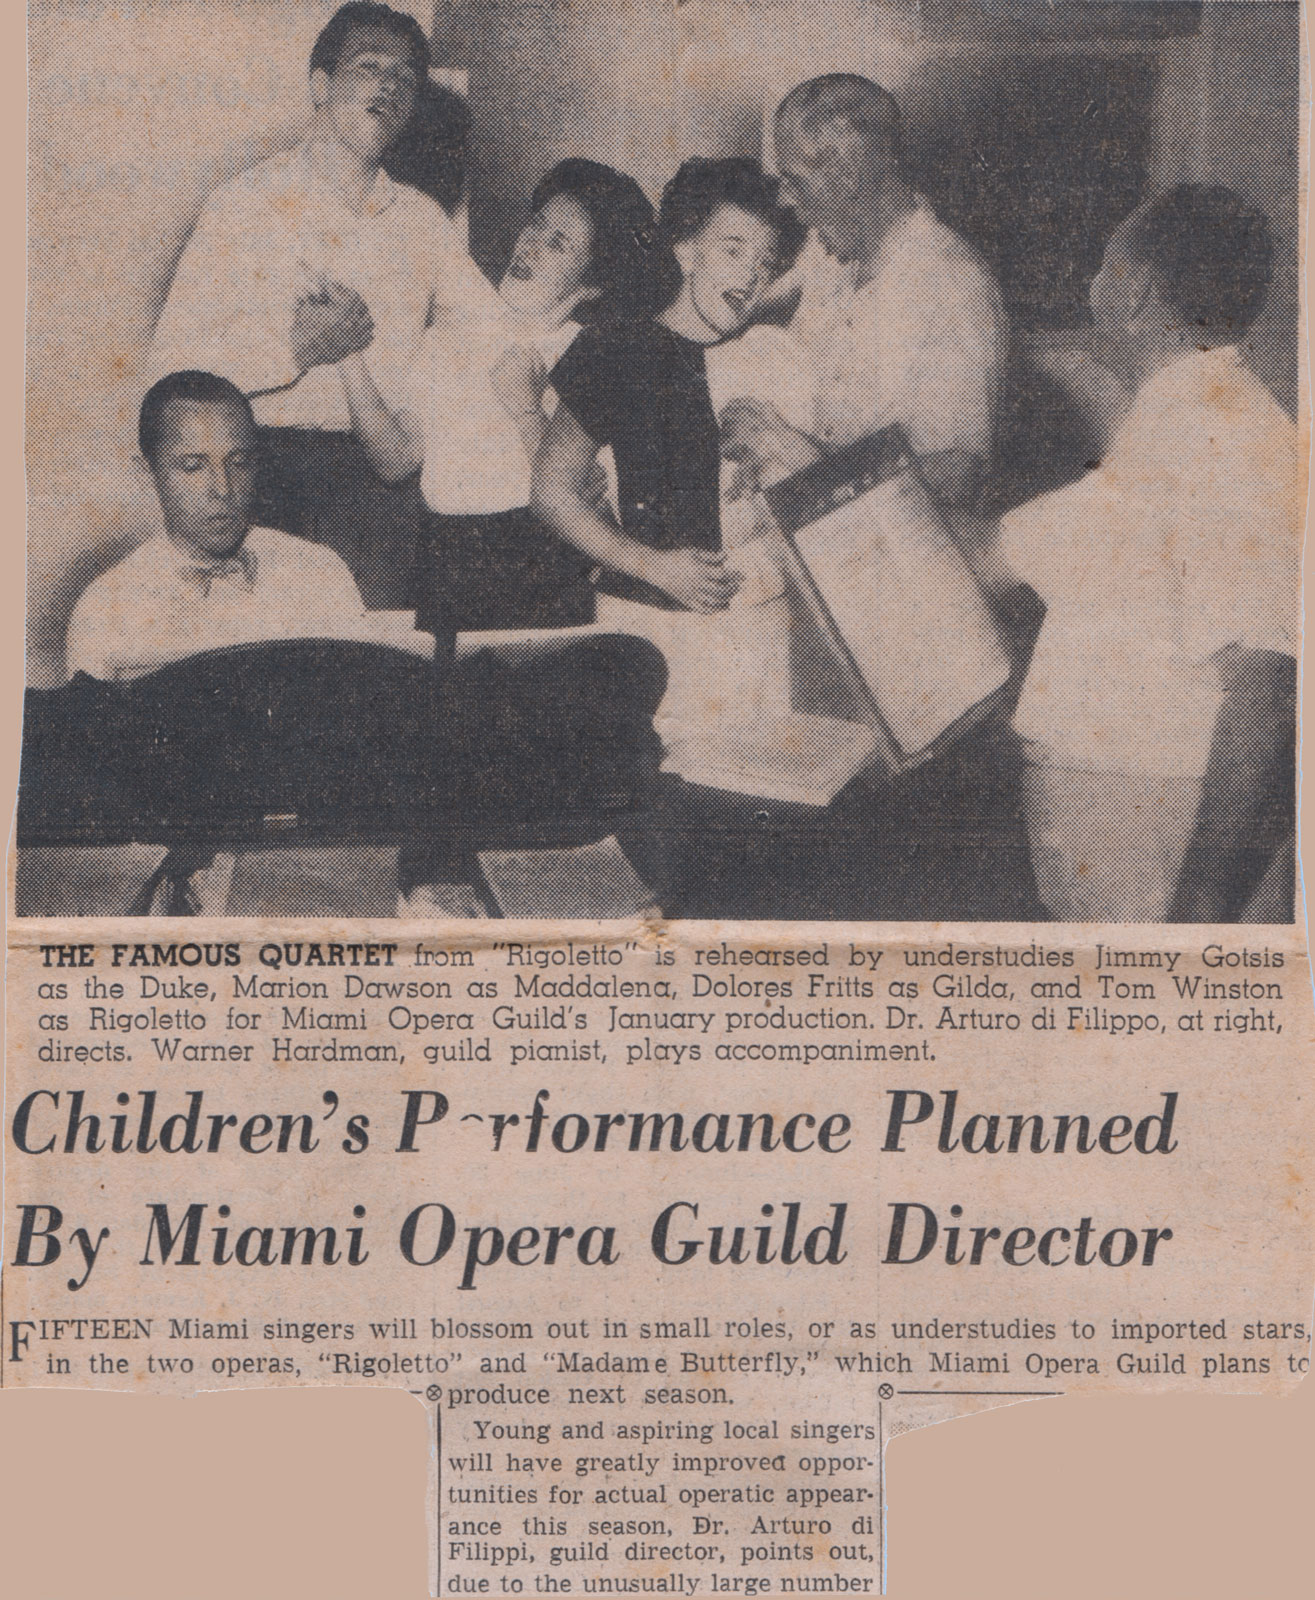 THE FAMOUS QUARTET from "Rigoletto" is rehearsed by understudies Jimmy Gotsis
as the Duke, Marion Dawson as Maddalena, Dolores Fritts as Gilda, and Tom Winston
as Rigoletto for Miami Opera Guild's January production. Dr. Arturo di Filippo, at right,
directs. Warner Hardman, guild pianist, plays accompaniment.
Children's P rformance Planned
By Miami Opera Guild Director
FIFTEEN Miami singers will blossom out in small roles, or as understudies to imported stars,
in the two operas, "Rigoletto" and "Madame Butterfly," which Miami Opera Guild plans to
produce next season.
Young and aspiring local singers
will have greatly improved oppor-
tunities for actual operatic appear-
ance this season, Dr. Arturo di
Filippi, guild director, points out,
due to the unusually large number